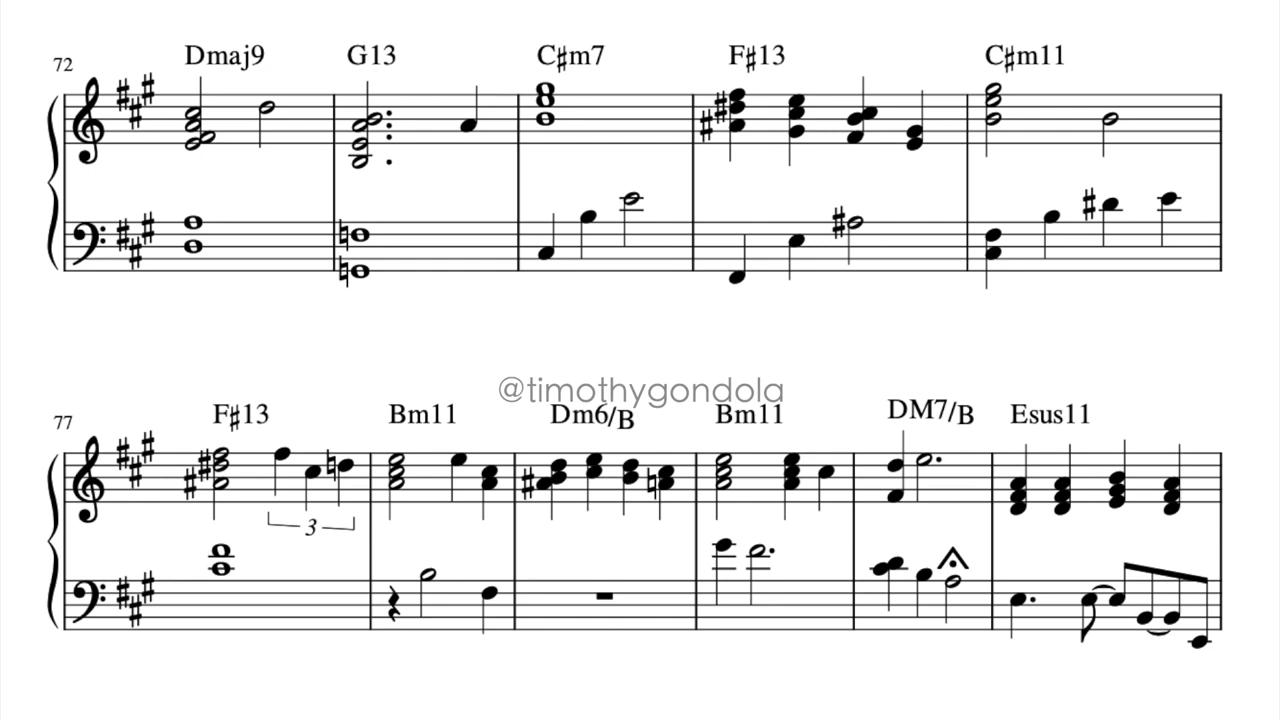 72 Dmaj9 G13 C♯m7 F♯13 C♯m11
@timothygondola
77 F♯13 Bm11 Dm6/B Bm11 DM7/B Esus11
3